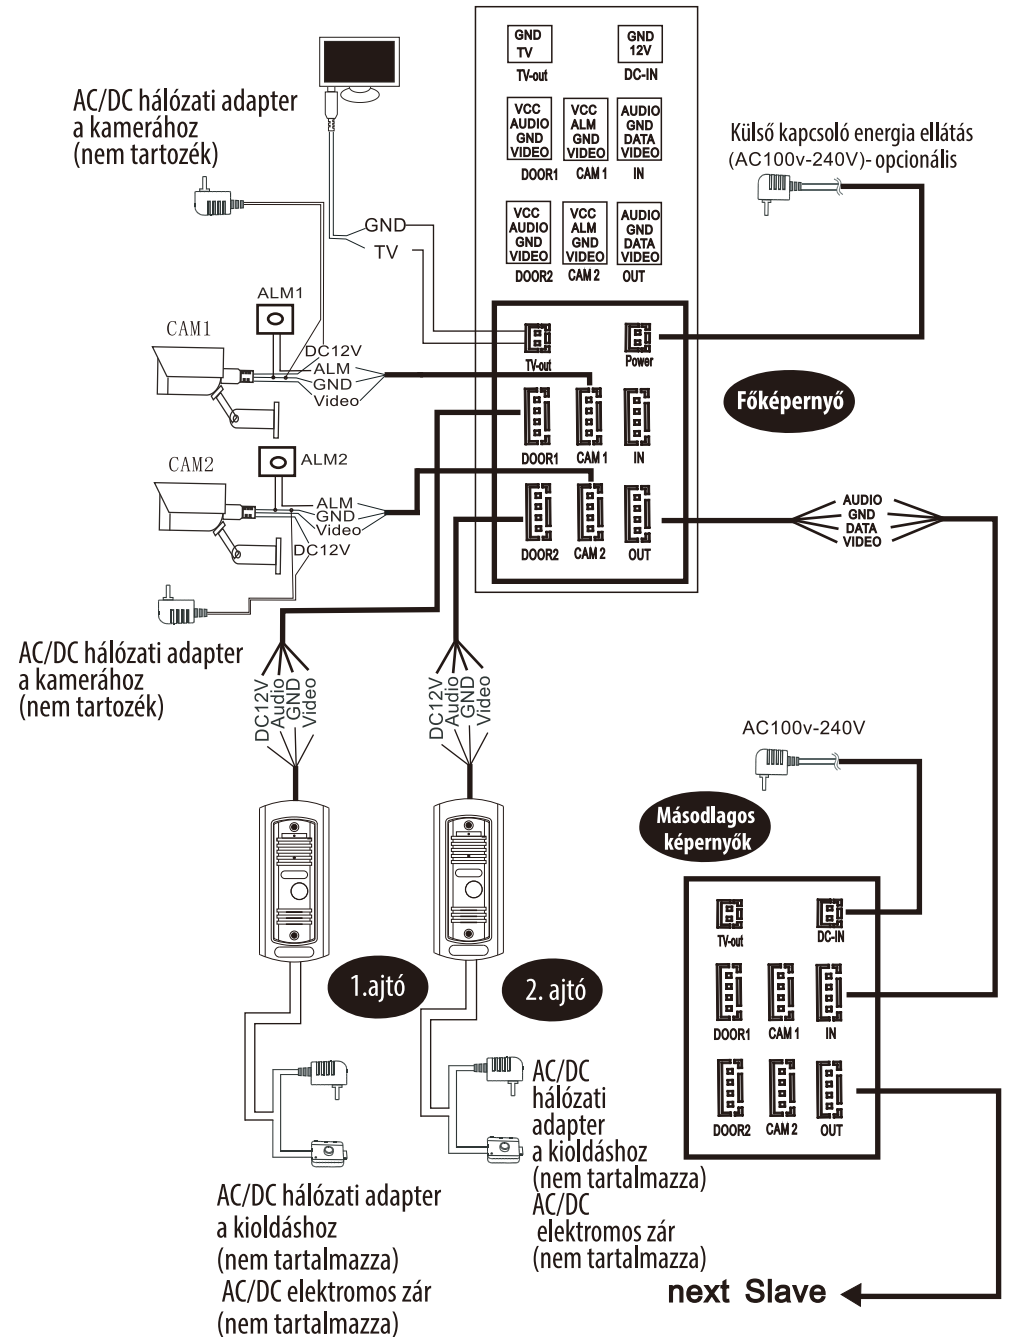 GND
TV
TV-out
GND
12V
DC-IN
VCC
AUDIO
GND
VIDEO
DOOR1
VCC
ALM
GND
VIDEO
CAM 1
AUDIO
GND
DATA
VIDEO
IN
VCC
AUDIO
GND
VIDEO
DOOR2
VCC
ALM
GND
VIDEO
CAM 2
AUDIO
GND
DATA
VIDEO
OUT
AC/DC hálózati adapter
a kamerához
(nem tartozék)
Külső kapcsoló energia ellátás
(AC100v-240V)- opcionális
GND
TV
ALM1
CAM1
DC12V
ALM
GND
Video
TV-out
Power
DOOR1
CAM 1
IN
DOOR2
CAM 2
OUT
Főképernyő
CAM2
ALM2
ALM
GND
Video
DC12V
AUDIO
GND
DATA
VIDEO
AC/DC hálózati adapter
a kamerához
(nem tartozék)
DC12V
Audio
GND
Video
DC12V
Audio
GND
Video
AC100v-240V
Másodlagos
képernyők
TV-out
DC-IN
DOOR1
CAM 1
IN
DOOR2
CAM 2
OUT
1.ajtó
2. ajtó
AC/DC
hálózati
adapter
a kioldáshoz
(nem tartalmazza)
AC/DC
elektromos zár
(nem tartalmazza)
AC/DC hálózati adapter
a kioldáshoz
(nem tartalmazza)
AC/DC elektromos zár
(nem tartalmazza)
next Slave